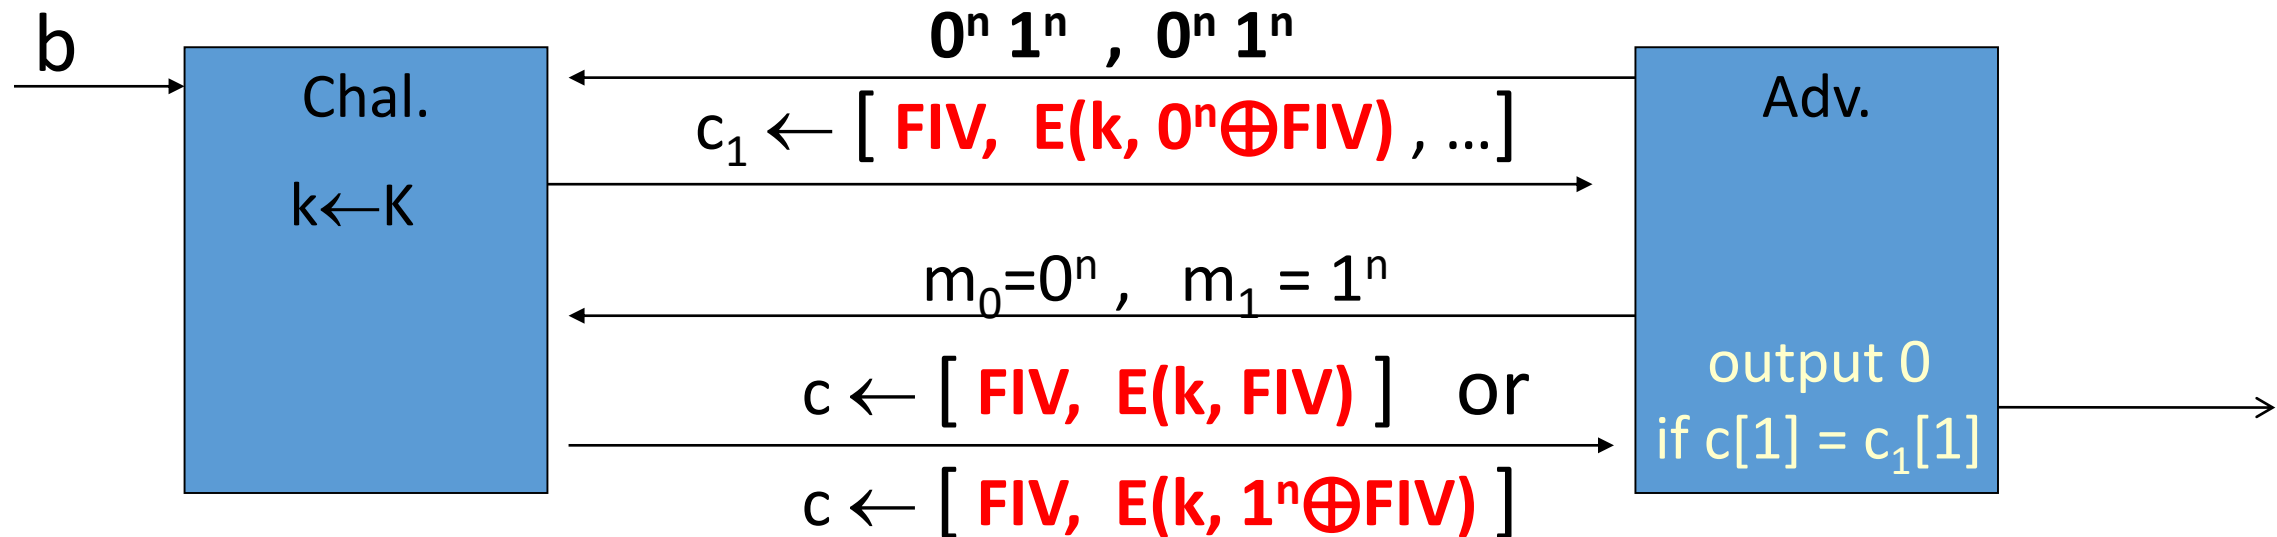 b
Chal.
k←K
0ⁿ 1ⁿ , 0ⁿ 1ⁿ
c₁ ← [ FIV, E(k, 0ⁿ⊕FIV) , ...]
m₀=0ⁿ , m₁ = 1ⁿ
c ← [ FIV, E(k, FIV) ] or
c ← [ FIV, E(k, 1ⁿ⊕FIV) ]
Adv.
output 0
if c[1] = c₁[1]